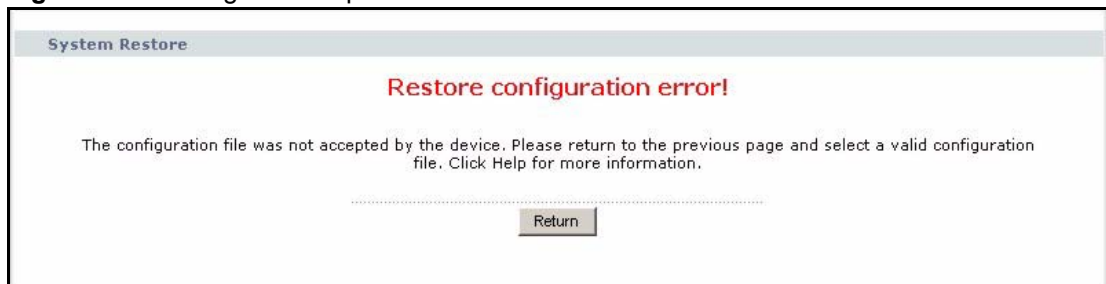 System Restore
Restore configuration error!
The configuration file was not accepted by the device. Please return to the previous page and select a valid configuration
file. Click Help for more information.
Return